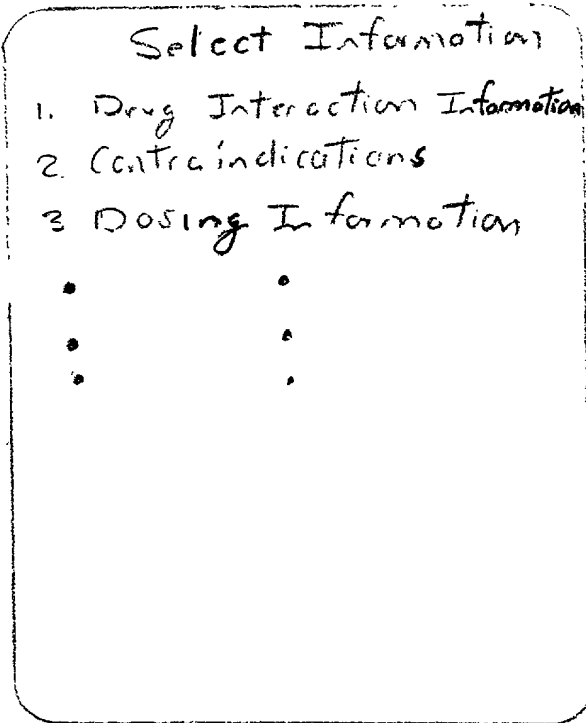 Select Information
1. Drug Interaction Information
2. Contraindications
3 Dosing Information